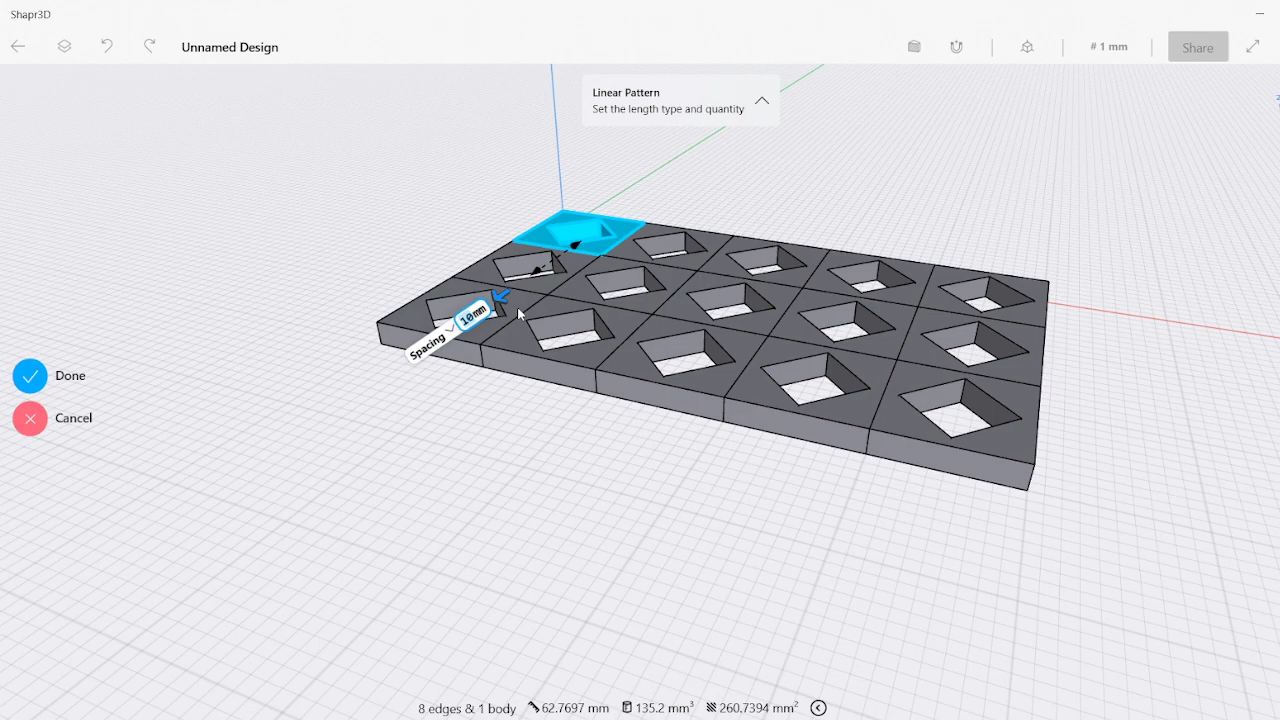 Shapr3D
Unnamed Design
# 1 mm
Share
Linear Pattern
Set the length type and quantity
10mm
Spacing
Done
Cancel
8 edges & 1 body 62.7697 mm 135.2 mm³ 260.7394 mm²